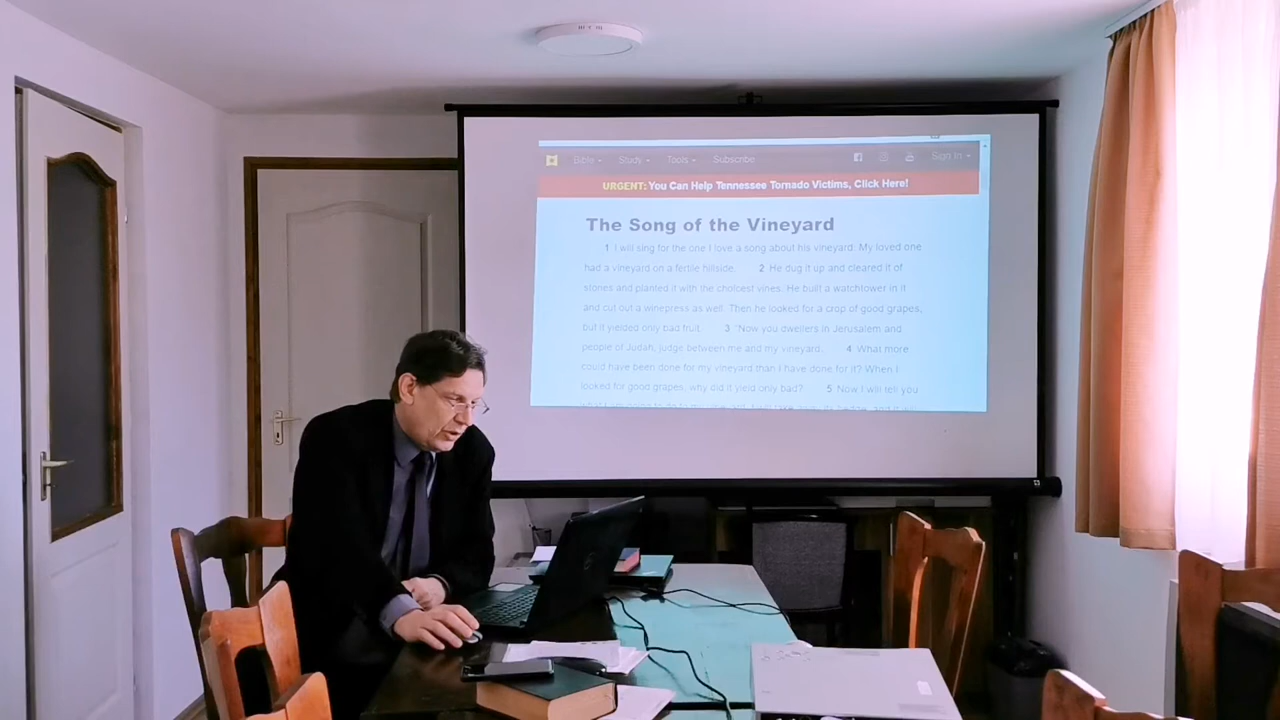 Bible Study Tools Subscribe Sign In
URGENT: You Can Help Tennessee Tornado Victims, Click Here!
The Song of the Vineyard
1 I will sing for the one I love a song about his vineyard: My loved one
had a vineyard on a fertile hillside. 2 He dug it up and cleared it of
stones and planted it with the choicest vines. He built a watchtower in it
and cut out a winepress as well. Then he looked for a crop of good grapes,
but it yielded only bad fruit. 3 "Now you dwellers in Jerusalem and
people of Judah, judge between me and my vineyard. 4 What more
could have been done for my vineyard than I have done for it? When I
looked for good grapes, why did it yield only bad? 5 Now I will tell you